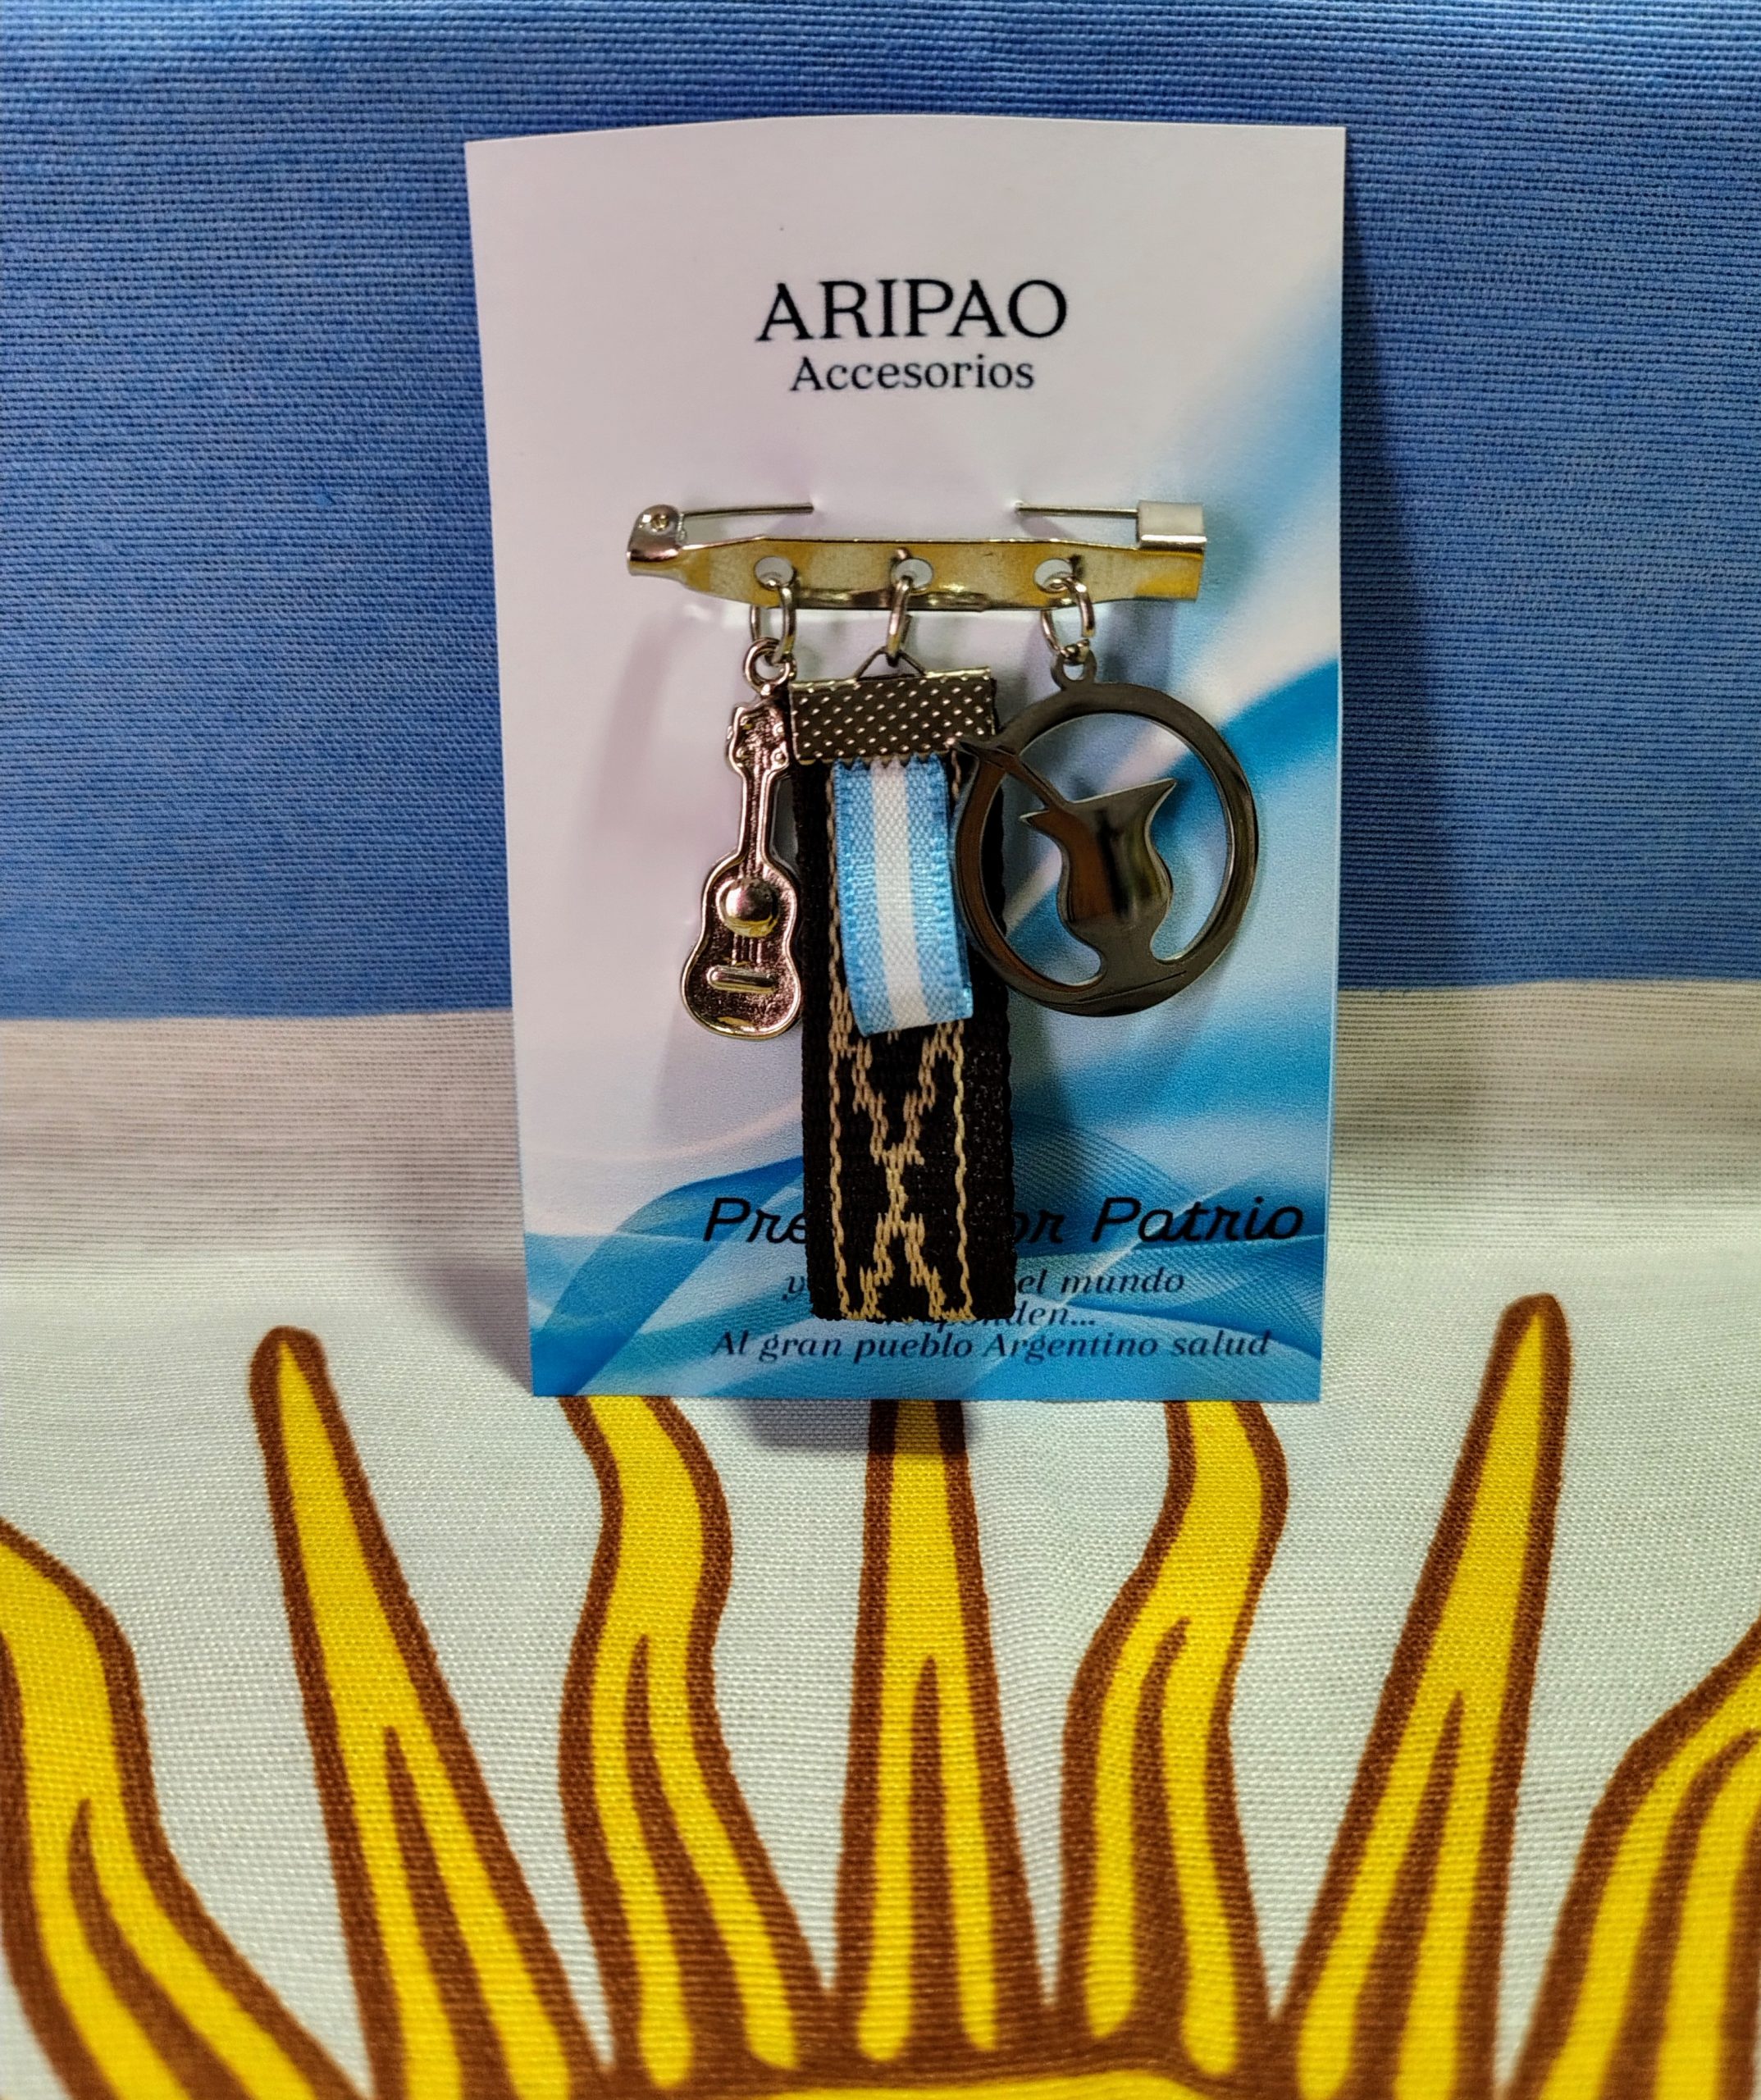 ARIPAO
Accesorios
Patrio
el mundo
Al gran pueblo Argentino salud